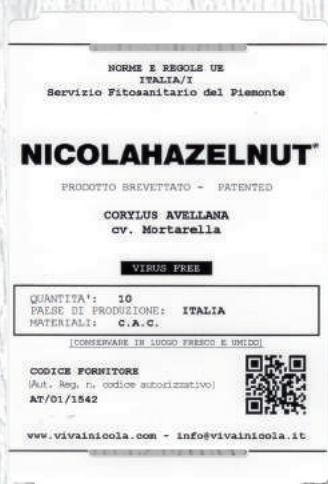 NORME E REGOLE UE
ITALIA/I
Servizio Fitosanitario del Piemonte
NICOLAHAZELNUT®
PRODOTTO BREVETTATO - PATENTED
CORYLUS AVELLANA
cv. Mortarella
VIRUS FREE
QUANTITA': 10
PAESE DI PRODUZIONE: ITALIA
MATERIALI: C.A.C.
[CONSERVARE IN LUOGO FRESCO E UMIDO]
CODICE FORNITORE
(Aut. Reg. n. codice autorizzativo)
AT/01/1542
www.vivainicola.com - info@vivainicola.it